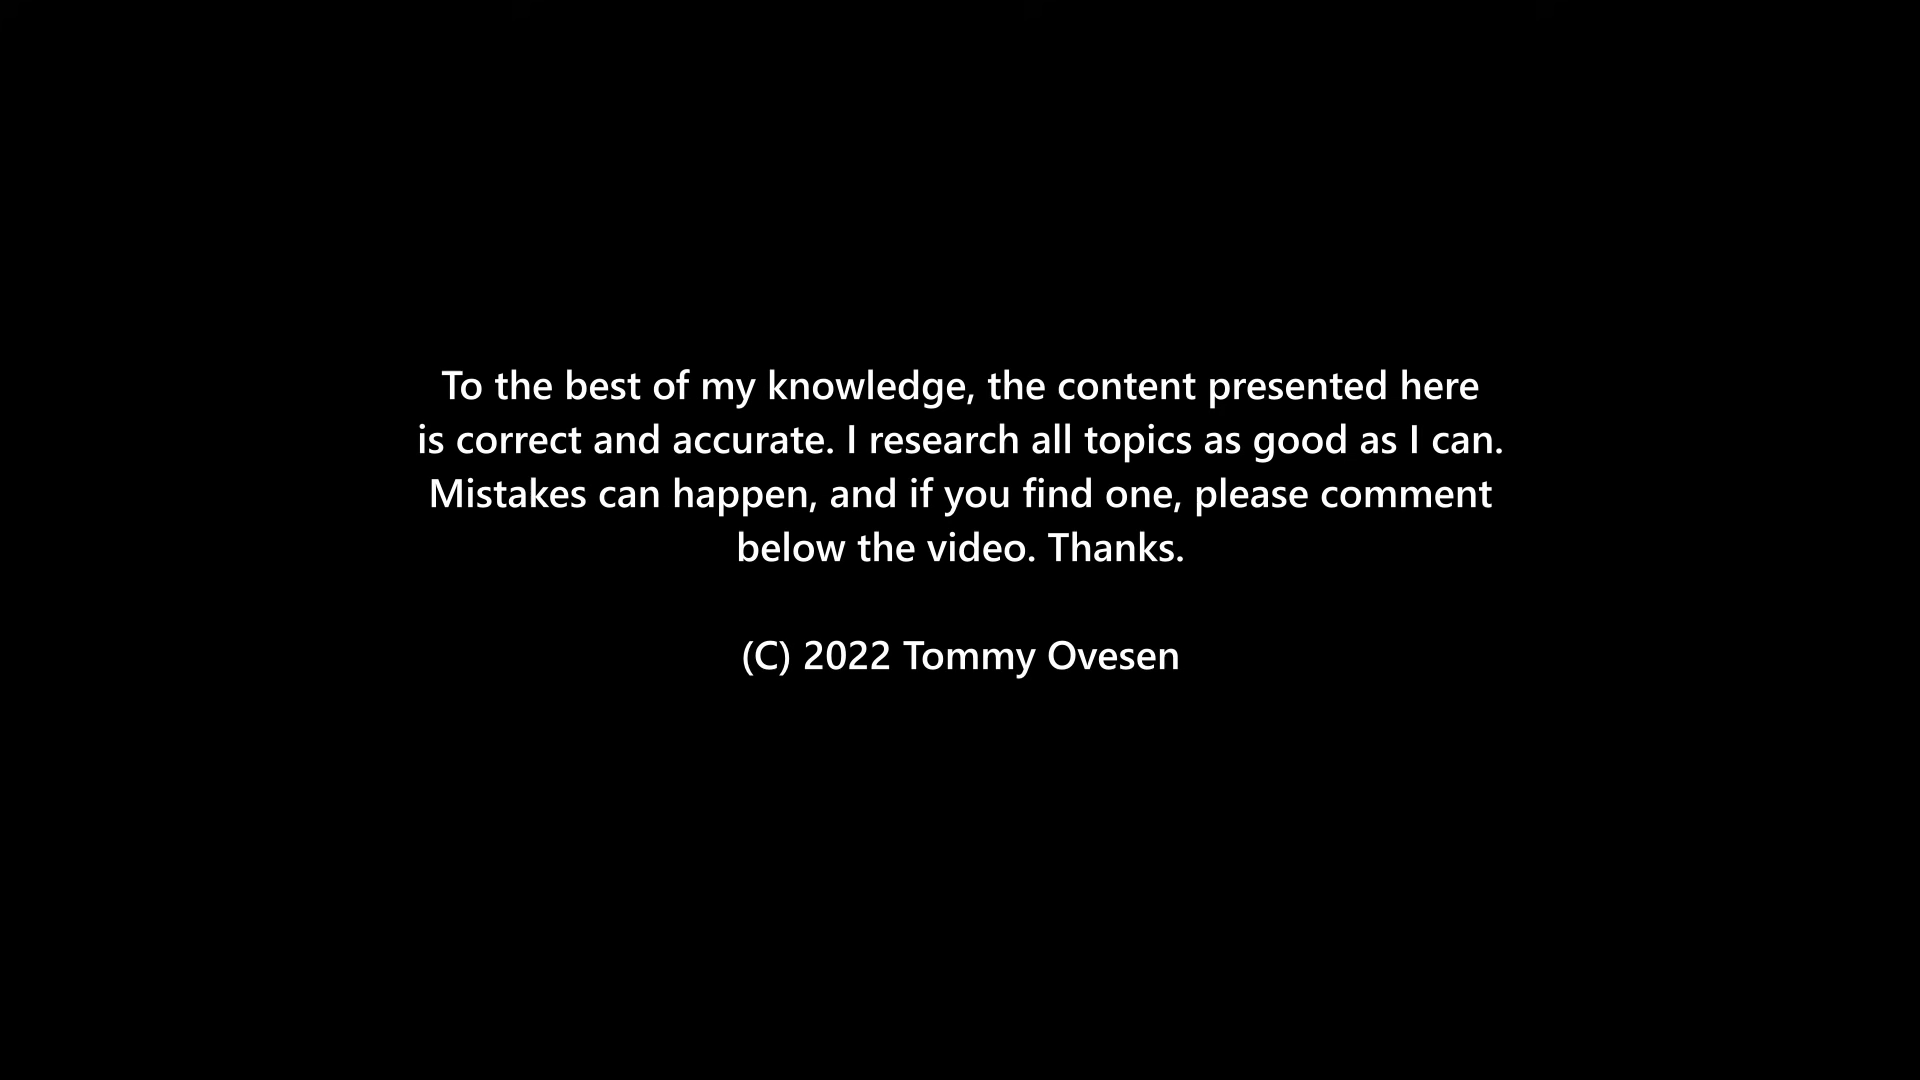 To the best of my knowledge, the content presented here
is correct and accurate. I research all topics as good as I can.
Mistakes can happen, and if you find one, please comment
below the video. Thanks.
(C) 2022 Tommy Ovesen